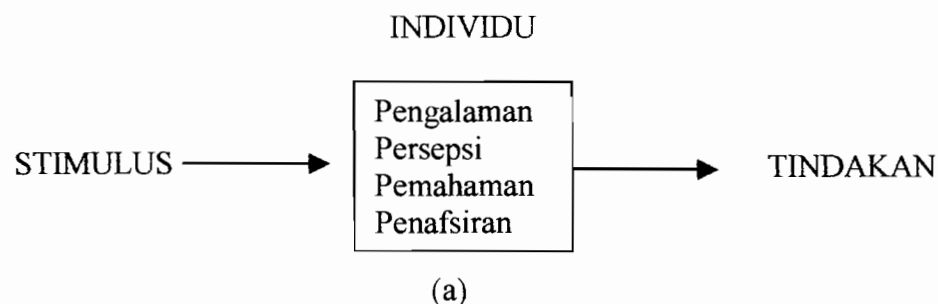 INDIVIDU
Pengalaman
Persepsi
STIMULUS
Pemahaman
Penafsiran
TINDAKAN
(a)